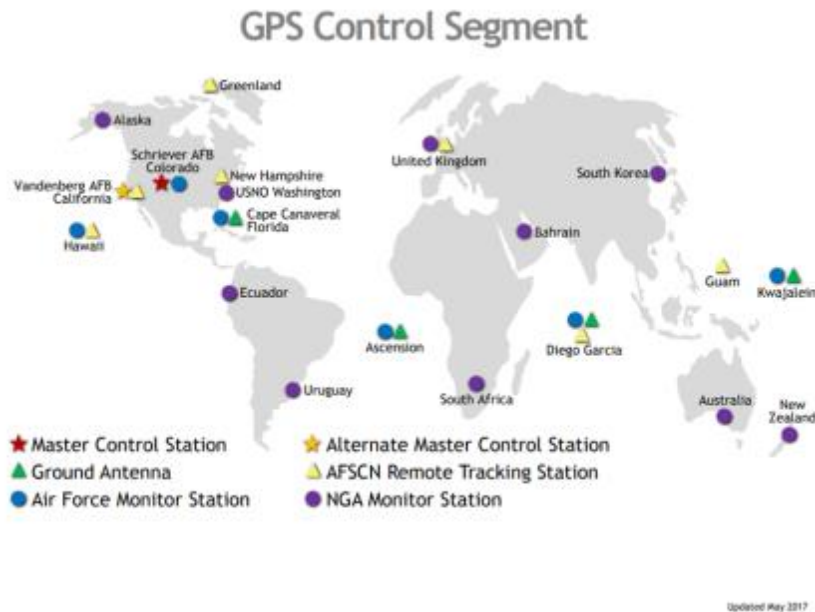 GPS Control Segment
Greenland
Alaska
Schriever AFB
Colorado
Vandenberg AFB
California
New Hampshire
USNO Washington
Cape Canaveral
Florida
Hawaii
United Kingdom
South Korea
Bahrain
Guam
Kwajalein
Ecuador
Ascension
Diego Garcia
Uruguay
South Africa
Australia
New
Zealand
Master Control Station
Alternate Master Control Station
Ground Antenna
AFSCN Remote Tracking Station
Air Force Monitor Station
NGA Monitor Station
Updated May 2017